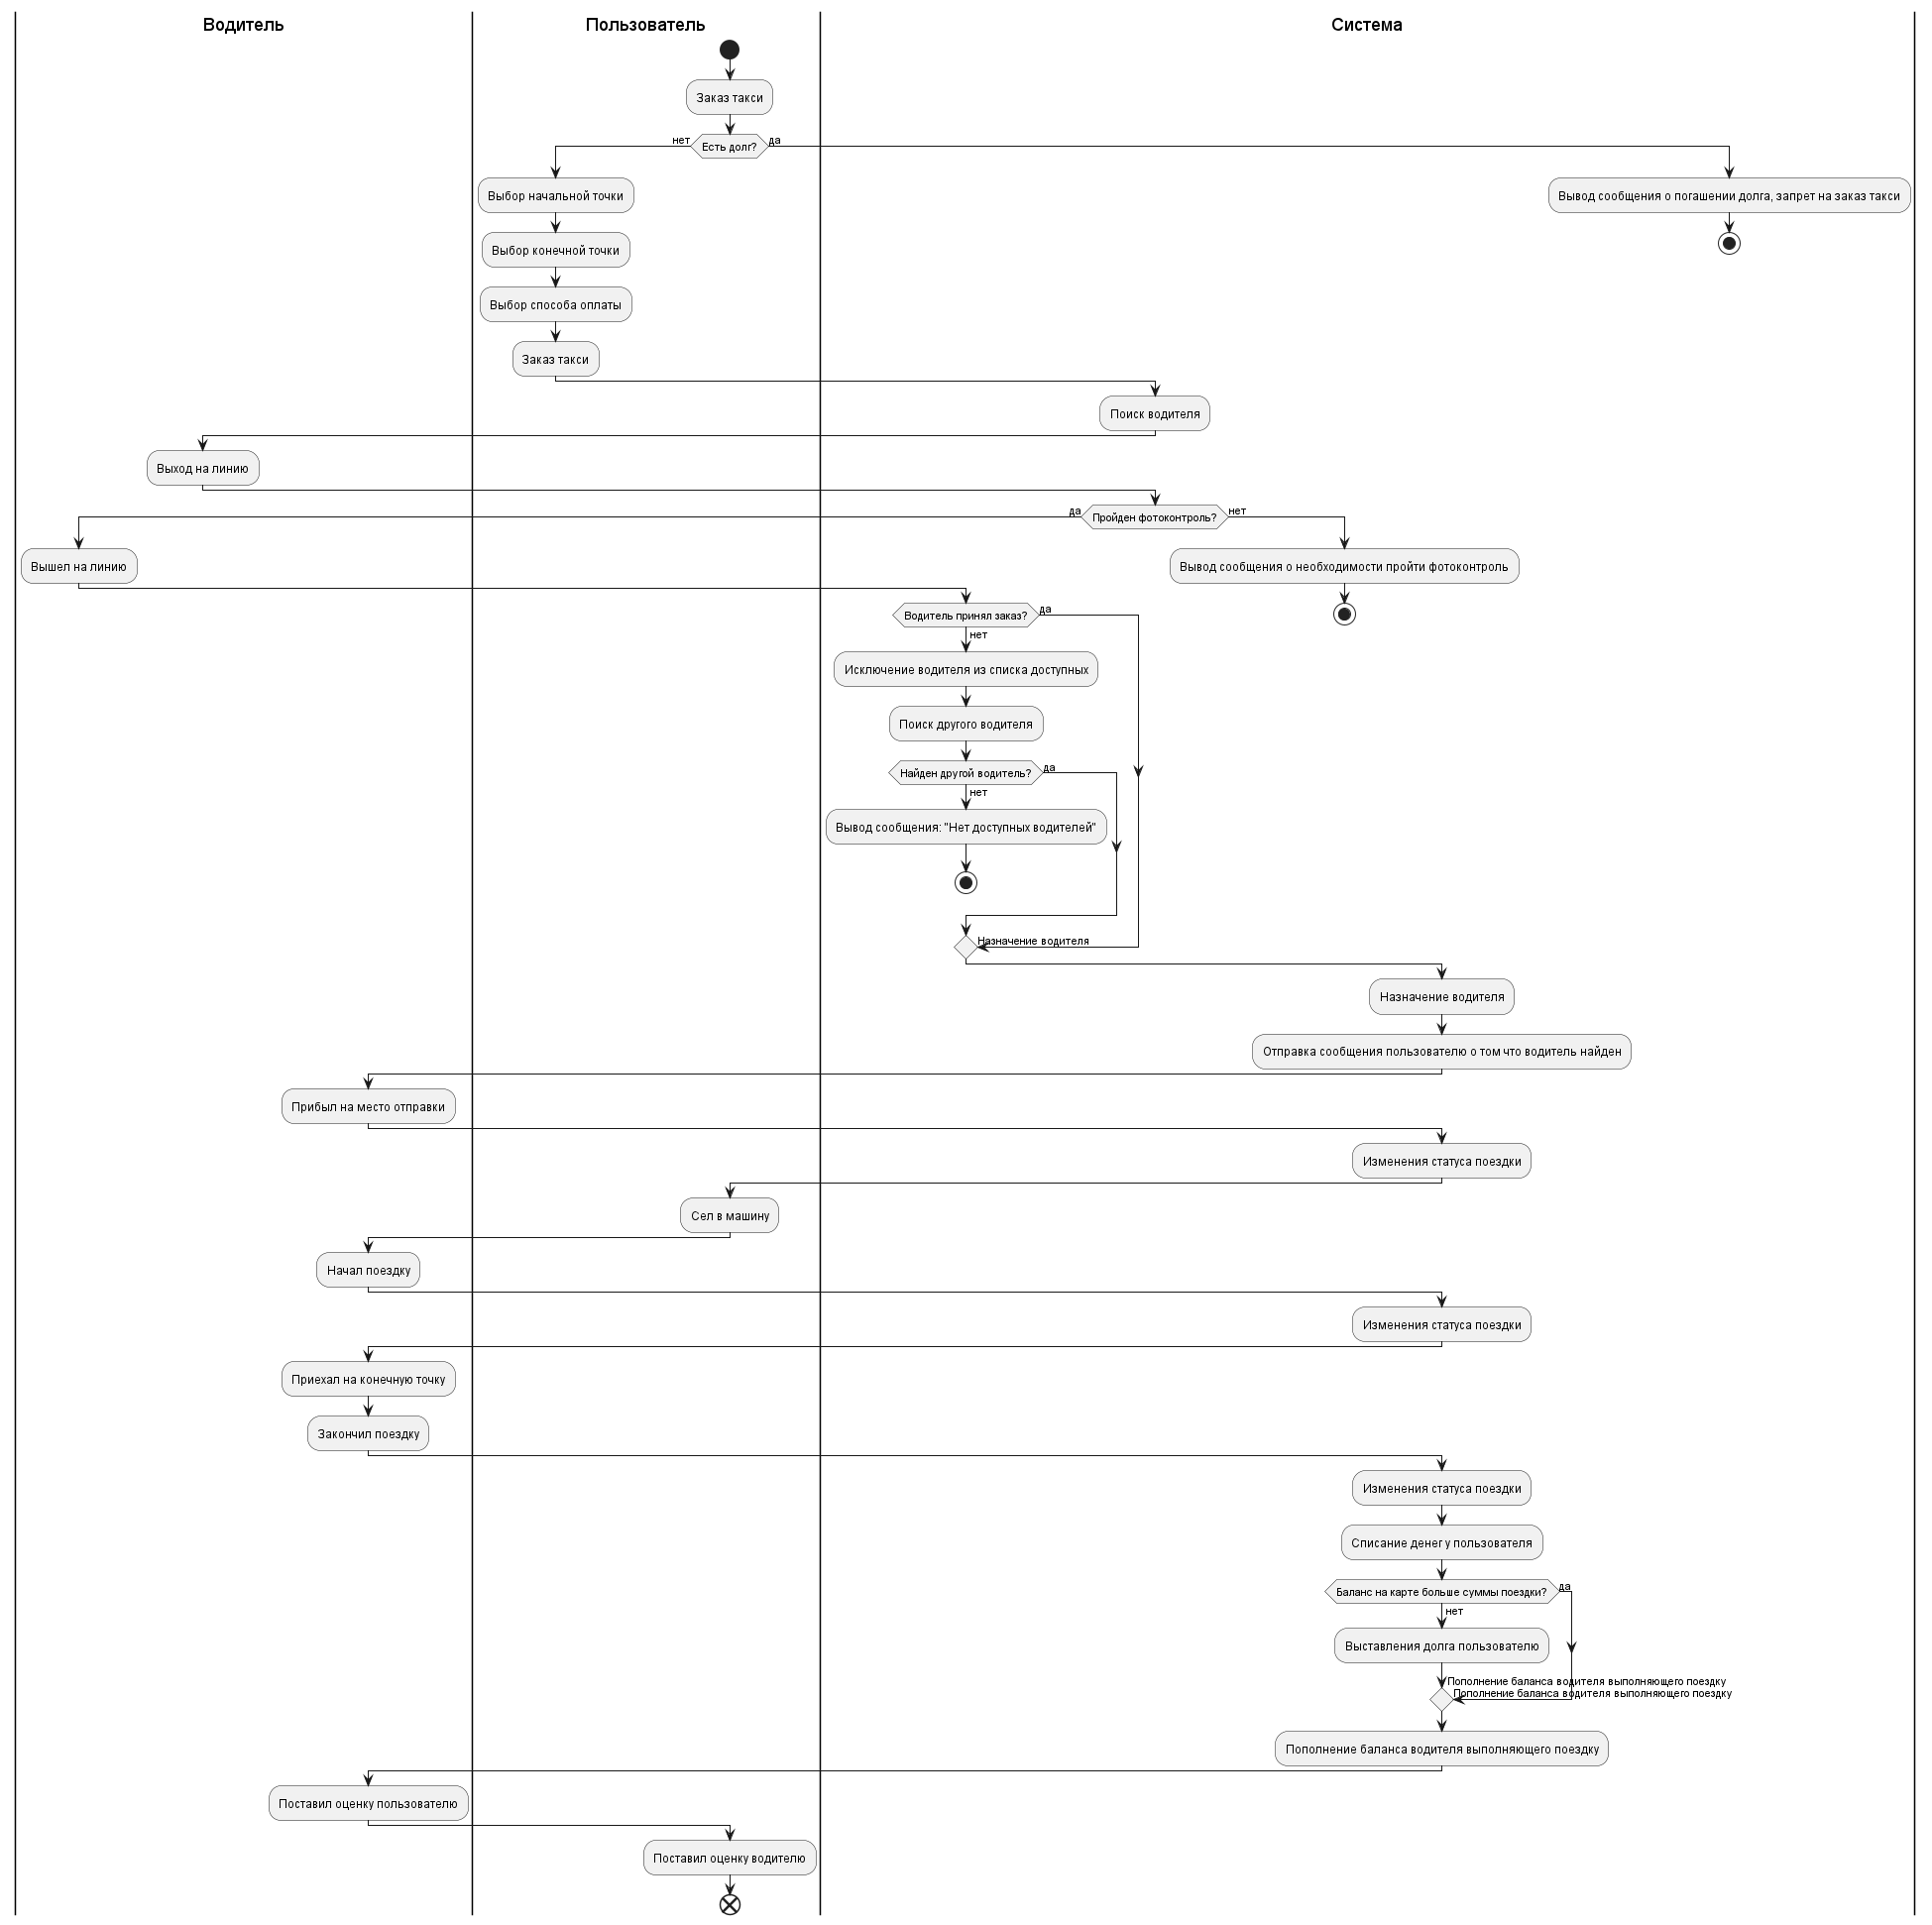 Водитель
Пользователь
Система
Заказ такси
нет
Есть долг?
да
Выбор начальной точки
Вывод сообщения о погашении долга, запрет на заказ такси
Выбор конечной точки
Выбор способа оплаты
Заказ такси
Поиск водителя
Выход на линию
да
Пройден фотоконтроль?
нет
Вышел на линию
Вывод сообщения о необходимости пройти фотоконтроль
Водитель принял заказ?
да
нет
Исключение водителя из списка доступных
Поиск другого водителя
Найден другой водитель?
да
нет
Вывод сообщения: "Нет доступных водителей"
Назначение водителя
Назначение водителя
Отправка сообщения пользователю о том что водитель найден
Прибыл на место отправки
Изменения статуса поездки
Сел в машину
Начал поездку
Изменения статуса поездки
Приехал на конечную точку
Закончил поездку
Изменения статуса поездки
Списание денег у пользователя
Баланс на карте больше суммы поездки?
да
нет
Выставления долга пользователю
Пополнение баланса водителя выполняющего поездку
Пополнение баланса водителя выполняющего поездку
Пополнение баланса водителя выполняющего поездку
Поставил оценку пользователю
Поставил оценку водителю